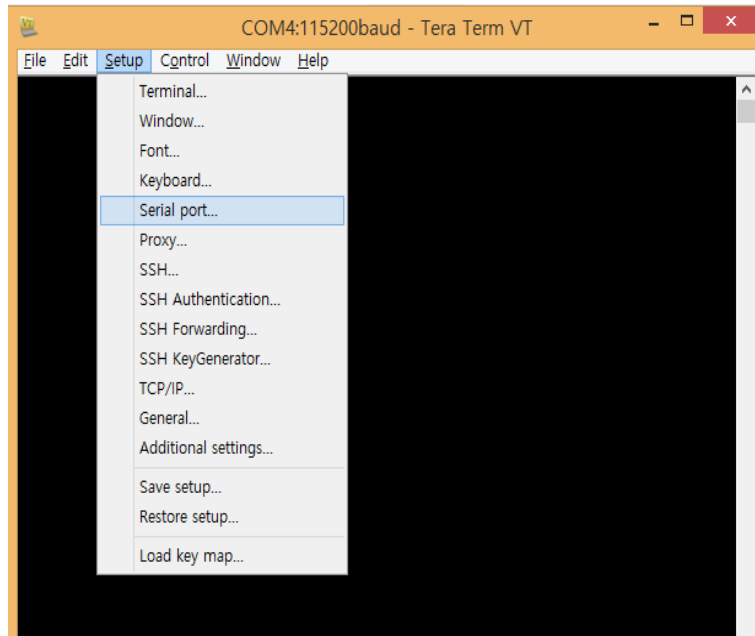 COM4:115200baud - Tera Term VT
File Edit Setup Control Window Help
Terminal...
Window...
Font...
Keyboard...
Serial port...
Proxy...
SSH...
SSH Authentication...
SSH Forwarding...
SSH KeyGenerator...
TCP/IP...
General...
Additional settings...
Save setup...
Restore setup...
Load key map...